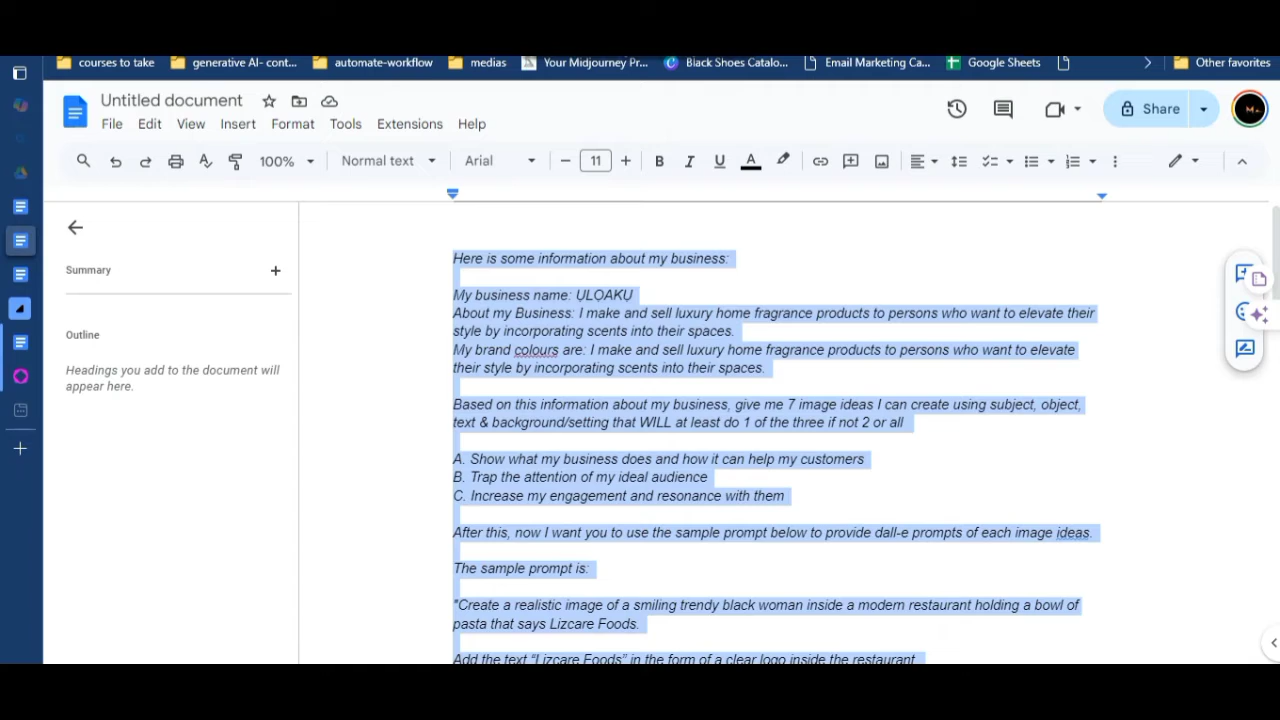 courses to take generative AI- cont... automate-workflow medias Your Midjourney Pr... Black Shoes Catalo... Email Marketing Ca... Google Sheets Other favorites
Untitled document
Share
File Edit View Insert Format Tools Extensions Help
100% Normal text Arial 11 B I U A
Summary
Outline
Headings you add to the document will
appear here.
Here is some information about my business:
My business name: ỤLỌAKỤ
About my Business: I make and sell luxury home fragrance products to persons who want to elevate their
style by incorporating scents into their spaces.
My brand colours are: I make and sell luxury home fragrance products to persons who want to elevate
their style by incorporating scents into their spaces.
Based on this information about my business, give me 7 image ideas I can create using subject, object,
text & background/setting that WILL at least do 1 of the three if not 2 or all
A. Show what my business does and how it can help my customers
B. Trap the attention of my ideal audience
C. Increase my engagement and resonance with them
After this, now I want you to use the sample prompt below to provide dall-e prompts of each image ideas.
The sample prompt is:
"Create a realistic image of a smiling trendy black woman inside a modern restaurant holding a bowl of
pasta that says Lizcare Foods.
Add the text “Lizcare Foods” in the form of a clear logo inside the restaurant